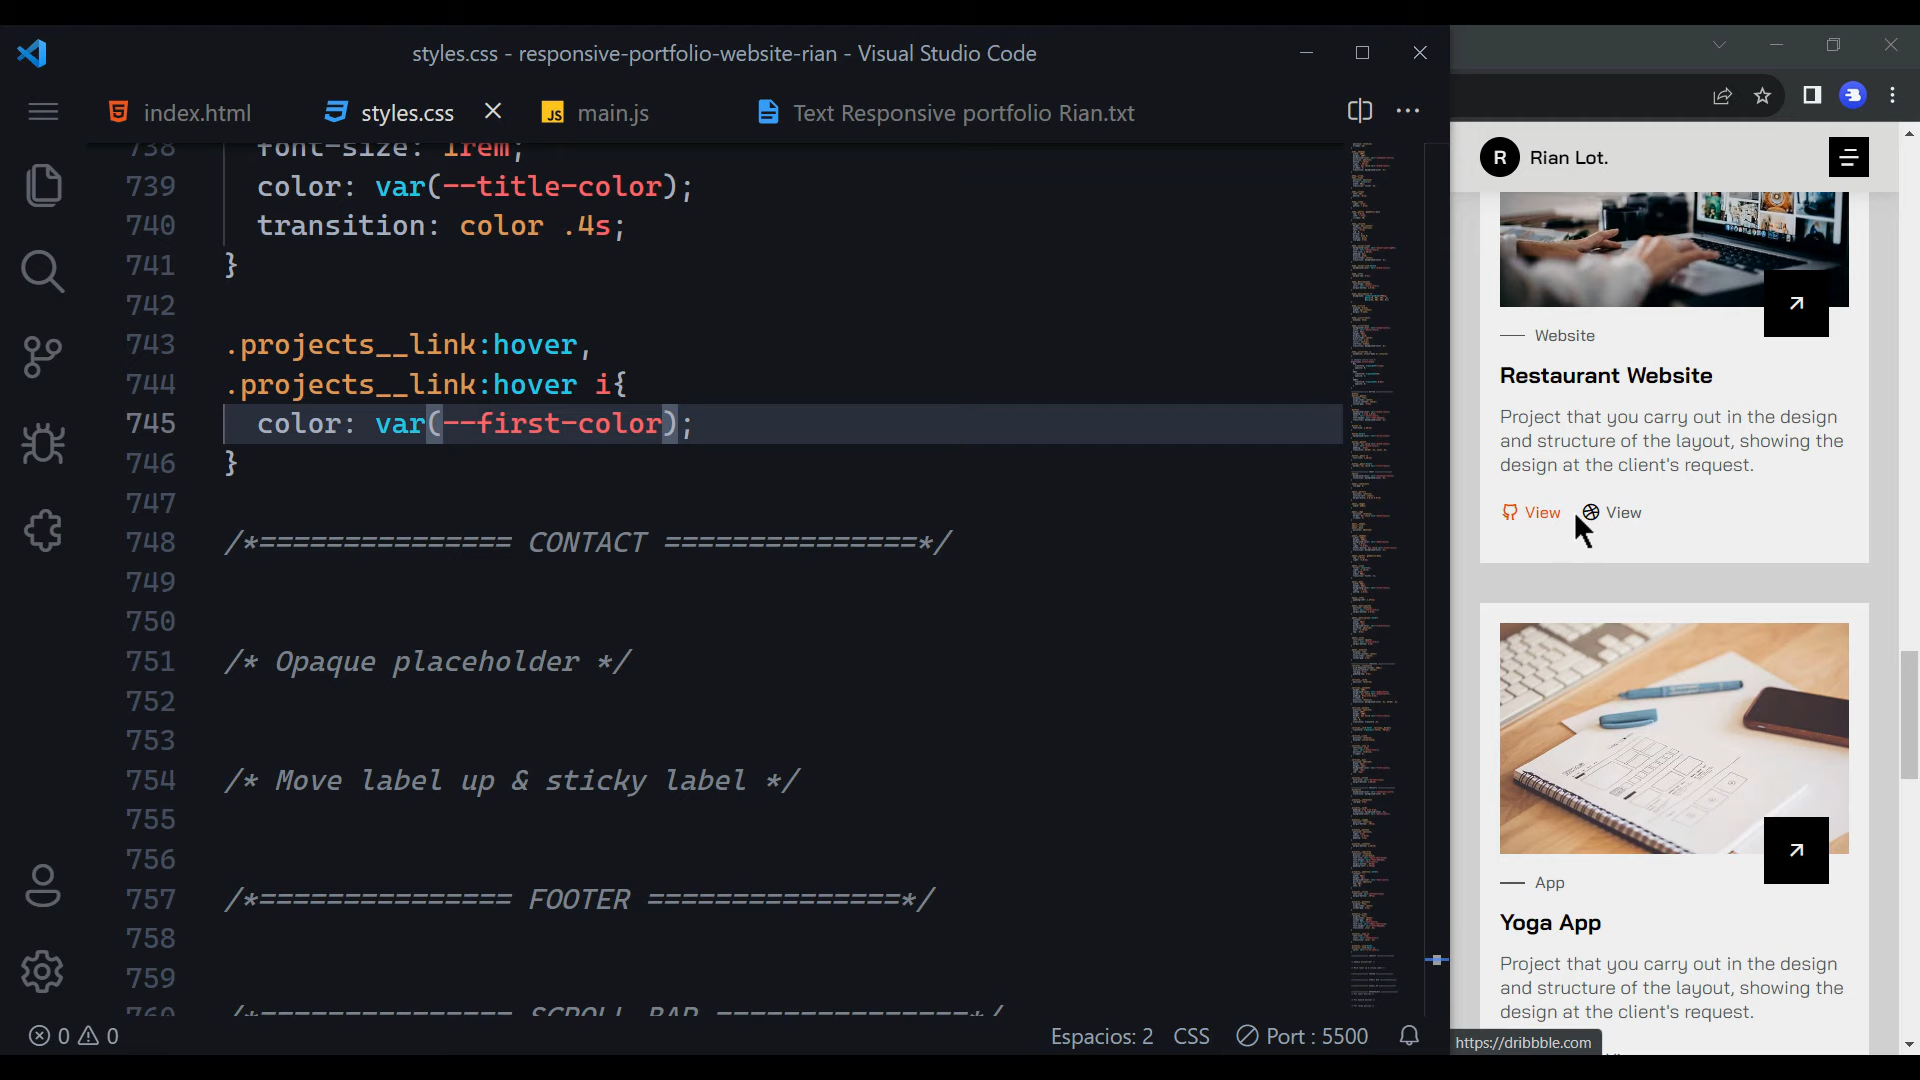 styles.css - responsive-portfolio-website-rian - Visual Studio Code
index.html
styles.css
JS main.js
Text Responsive portfolio Rian.txt
738 font-size: 1rem;
739 color: var(--title-color);
740 transition: color .4s;
741 }
742
743 .projects__link:hover,
744 .projects__link:hover i{
745 color: var(--first-color);
746 }
747
748 /*=============== CONTACT ===============*/
749
750
751 /* Opaque placeholder */
752
753
754 /* Move label up & sticky label */
755
756
757 /*=============== FOOTER ===============*/
758
759
760 /*=============== SCROLL BAR ===============*/
0 0
Espacios: 2 CSS Port : 5500
R Rian Lot.
Website
Restaurant Website
Project that you carry out in the design
and structure of the layout, showing the
design at the client's request.
View View
App
Yoga App
Project that you carry out in the design
and structure of the layout, showing the
design at the client's request.
https://dribbble.com